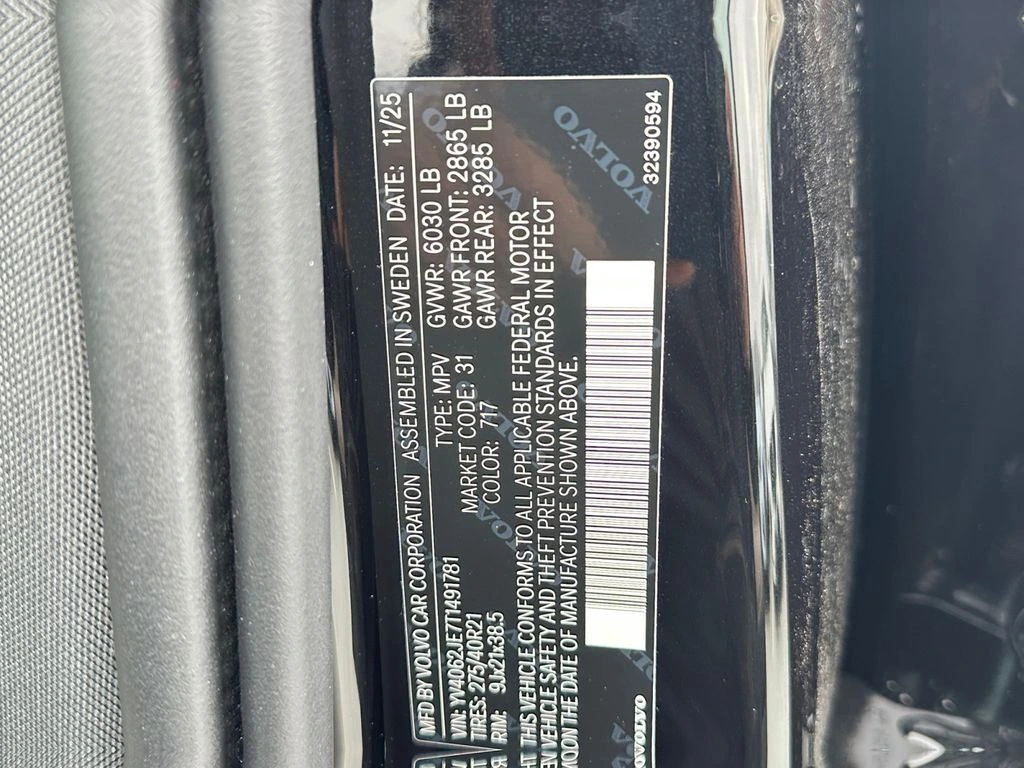 MFD BY VOLVO CAR CORPORATION ASSEMBLED IN SWEDEN DATE: 11/25
VIN: YV4062JE7T1491781 TYPE: MPV GVWR: 6030 LB
TIRES: 275/40R21 MARKET CODE: 31 GAWR FRONT: 2865 LB
RIM: 9Jx21x38.5 COLOR: 717 GAWR REAR: 3285 LB
THIS VEHICLE CONFORMS TO ALL APPLICABLE FEDERAL MOTOR
VEHICLE SAFETY AND THEFT PREVENTION STANDARDS IN EFFECT
ON THE DATE OF MANUFACTURE SHOWN ABOVE.
VOLVO 32390594
VOLVO